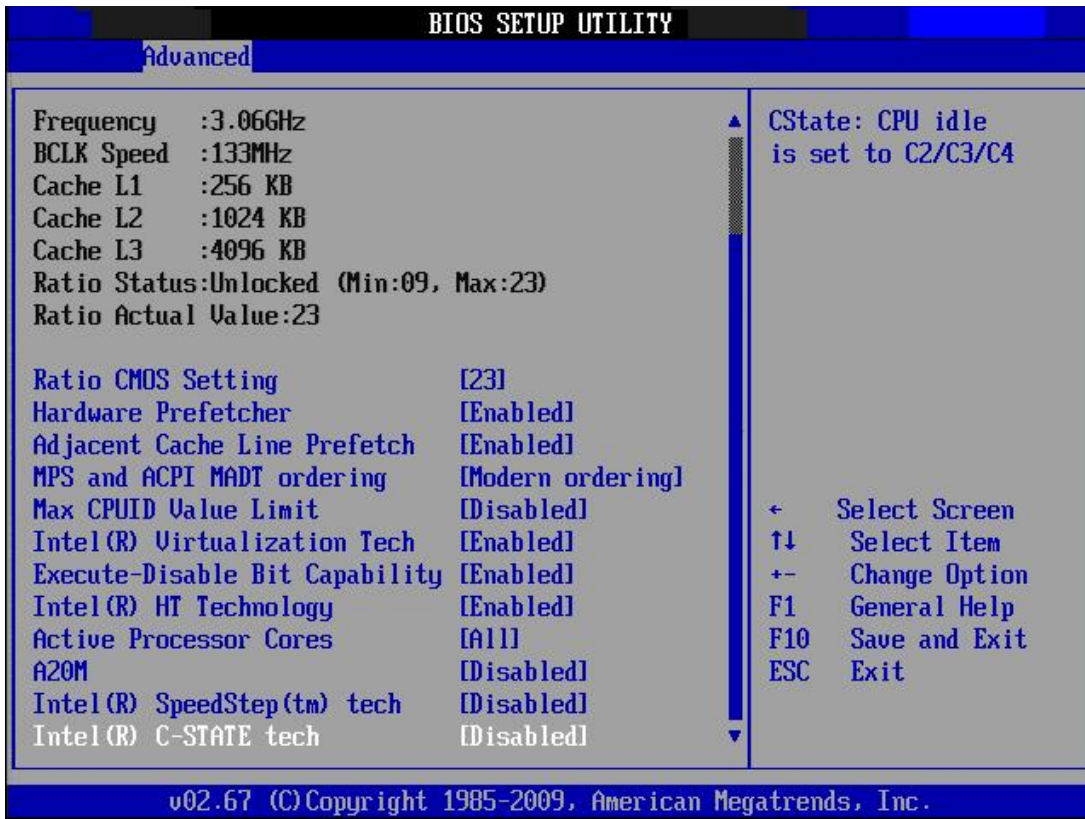 BIOS SETUP UTILITY
Advanced
Frequency :3.06GHz
BCLK Speed :133MHz
Cache L1 :256 KB
Cache L2 :1024 KB
Cache L3 :4096 KB
Ratio Status:Unlocked (Min:09, Max:23)
Ratio Actual Value:23
Ratio CMOS Setting [23]
Hardware Prefetcher [Enabled]
Adjacent Cache Line Prefetch [Enabled]
MPS and ACPI MADT ordering [Modern ordering]
Max CPUID Value Limit [Disabled]
Intel(R) Virtualization Tech [Enabled]
Execute-Disable Bit Capability [Enabled]
Intel(R) HT Technology [Enabled]
Active Processor Cores [All]
A20M [Disabled]
Intel(R) SpeedStep(tm) tech [Disabled]
Intel(R) C-STATE tech [Disabled]
CState: CPU idle
is set to C2/C3/C4
← Select Screen
↑↓ Select Item
+- Change Option
F1 General Help
F10 Save and Exit
ESC Exit
v02.67 (C)Copyright 1985-2009, American Megatrends, Inc.